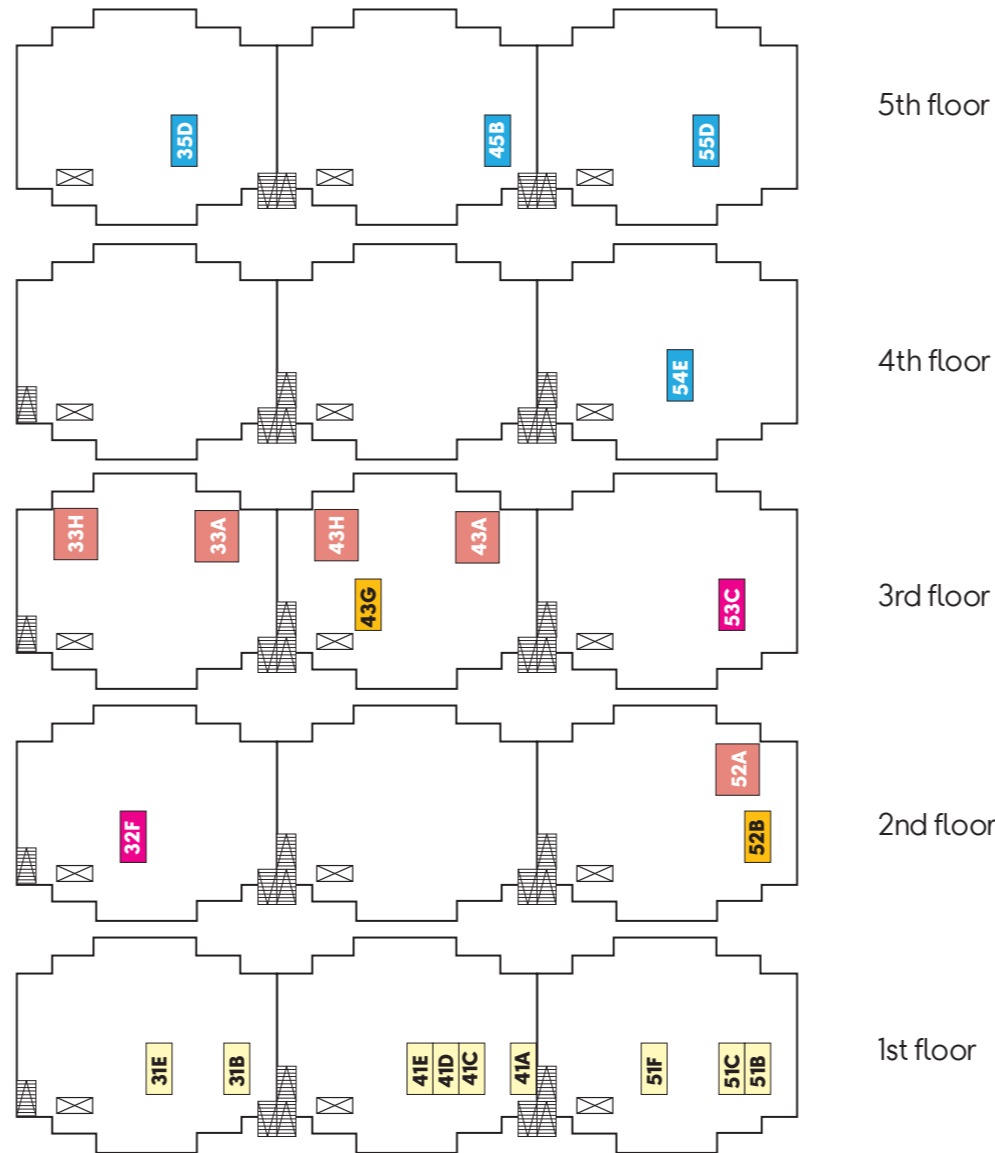 35D
45B
55D
5th floor
54E
4th floor
33H
33A
43H
43A
43G
53C
3rd floor
52A
32F
52B
2nd floor
31E
31B
41E
41D
41C
41A
51F
51C
51B
1st floor